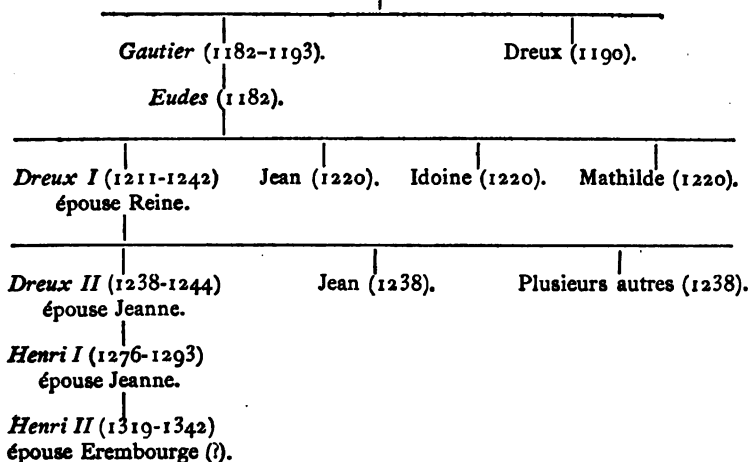 Gautier (1182-1193). Dreux (1190).
Eudes (1182).
Dreux I (1211-1242) Jean (1220). Idoine (1220). Mathilde (1220).
épouse Reine.
Dreux II (1238-1244) Jean (1238). Plusieurs autres (1238).
épouse Jeanne.
Henri I (1276-1293)
épouse Jeanne.
Henri II (1319-1342)
épouse Erembourge (?).